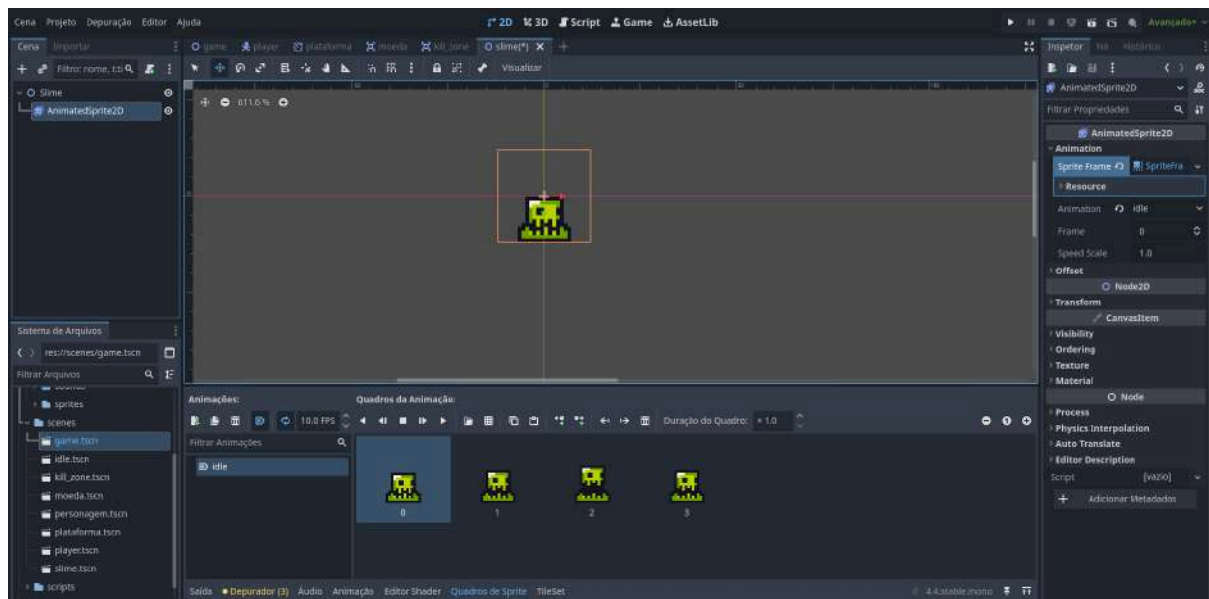 Cena Projeto Depuração Editor Ajuda
2D 3D Script Game AssetLib
Avançado+
Cena Importar
game player plataforma moeda kill_zone slime(*)
Inspetor Nó Histórico
Filtro: nome, t:ti
Visualizar
Slime
AnimatedSprite2D
611.6 %
AnimatedSprite2D
Filtrar Propriedades
AnimatedSprite2D
Animation
Sprite Frame SpriteFra
Resource
Animation idle
Frame 0
Speed Scale 1.0
Offset
Node2D
Transform
CanvasItem
Visibility
Ordering
Texture
Material
Node
Process
Physics Interpolation
Auto Translate
Editor Description
Script [vazio]
Adicionar Metadados
Sistema de Arquivos
res://scenes/game.tscn
Filtrar Arquivos
sounds
sprites
scenes
game.tscn
idle.tscn
kill_zone.tscn
moeda.tscn
personagem.tscn
plataforma.tscn
player.tscn
slime.tscn
scripts
Animações:
10.0 FPS
Filtrar Animações
idle
Quadros da Animação:
Duração do Quadro: × 1.0
0 1 2 3
Saída Depurador (3) Áudio Animação Editor Shader Quadros de Sprite TileSet
4.4.stable.mono